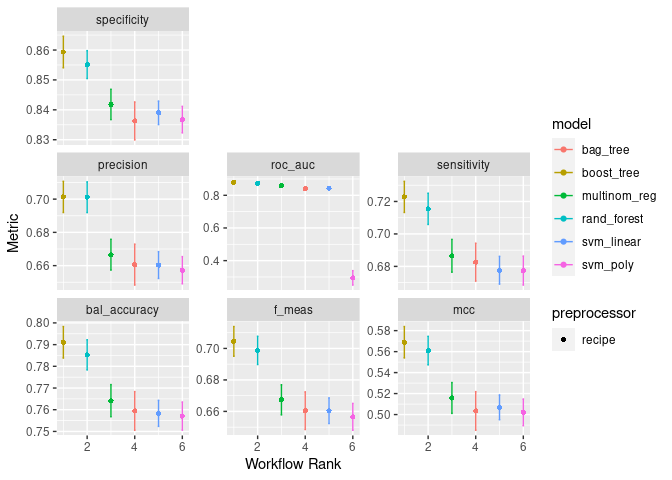 specificity
0.86
0.85
0.84
0.83
precision
0.70
0.66
roc_auc
0.8
0.6
0.4
sensitivity
0.72
0.70
0.68
bal_accuracy
0.80
0.79
0.78
0.77
0.76
0.75
f_meas
0.70
0.68
0.66
mcc
0.58
0.56
0.54
0.52
0.50
2 4 6
2 4 6
2 4 6
Metric
Workflow Rank
model
bag_tree
boost_tree
multinom_reg
rand_forest
svm_linear
svm_poly
preprocessor
recipe